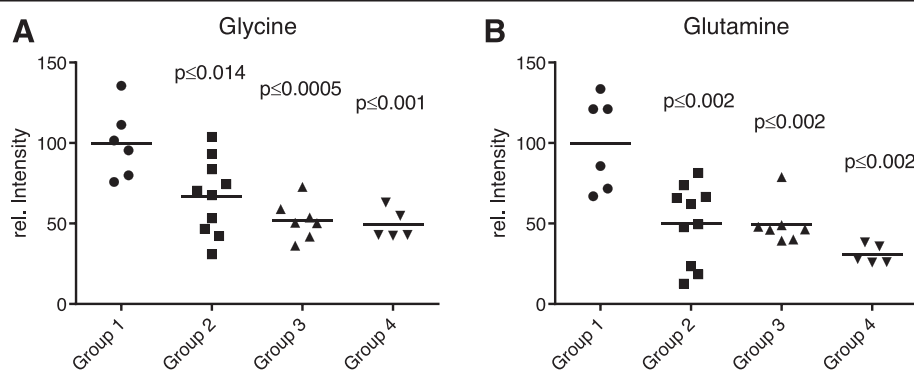 A
Glycine
150
100
50
0
rel. Intensity
p≤0.014
p≤0.0005
p≤0.001
Group 1
Group 2
Group 3
Group 4
B
Glutamine
150
100
50
0
rel. Intensity
p≤0.002
p≤0.002
p≤0.002
Group 1
Group 2
Group 3
Group 4